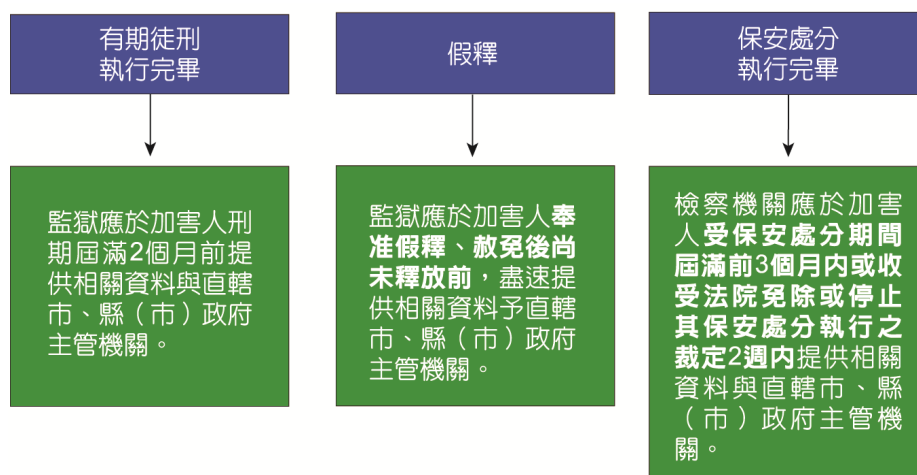 有期徒刑
執行完畢
假釋
保安處分
執行完畢
監獄應於加害人刑
期屆滿2個月前提
供相關資料與直轄
市、縣（市）政府
主管機關。
監獄應於加害人奉
准假釋、赦免後尚
未釋放前，盡速提
供相關資料予直轄
市、縣（市）政府
主管機關。
檢察機關應於加害
人受保安處分期間
屆滿前3個月內或收
受法院免除或停止
其保安處分執行之
裁定2週內提供相關
資料與直轄市、縣
（市）政府主管機
關。